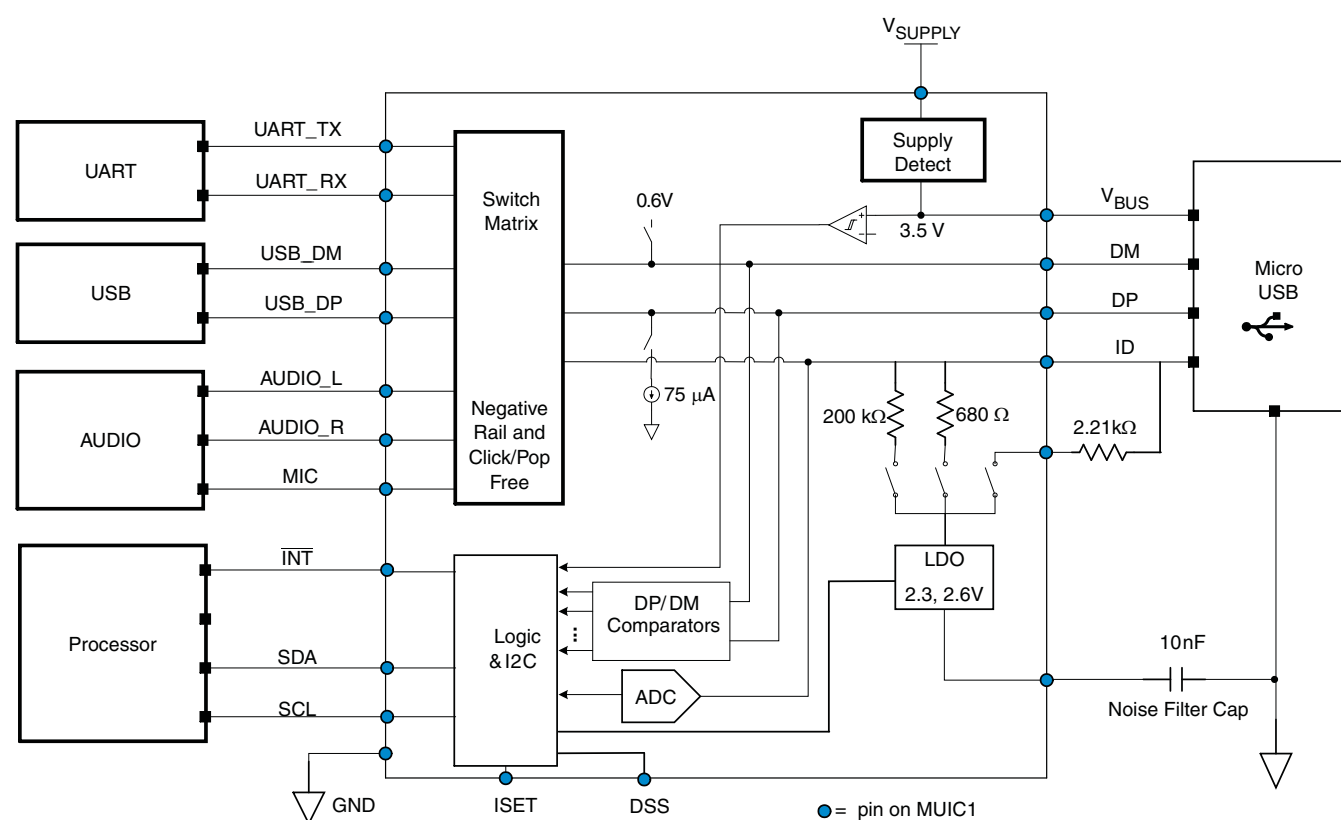 V_SUPPLY
UART
UART_TX
UART_RX
Switch
Matrix
Supply
Detect
0.6V
3.5 V
V_BUS
USB
USB_DM
USB_DP
DM
DP
ID
Micro
USB
AUDIO
AUDIO_L
AUDIO_R
MIC
Negative
Rail and
Click/Pop
Free
75 μA
200 kΩ
680 Ω
2.21kΩ
Processor
INT
SDA
SCL
Logic
& I2C
DP/DM
Comparators
ADC
LDO
2.3, 2.6V
10nF
Noise Filter Cap
GND
ISET
DSS
= pin on MUIC1